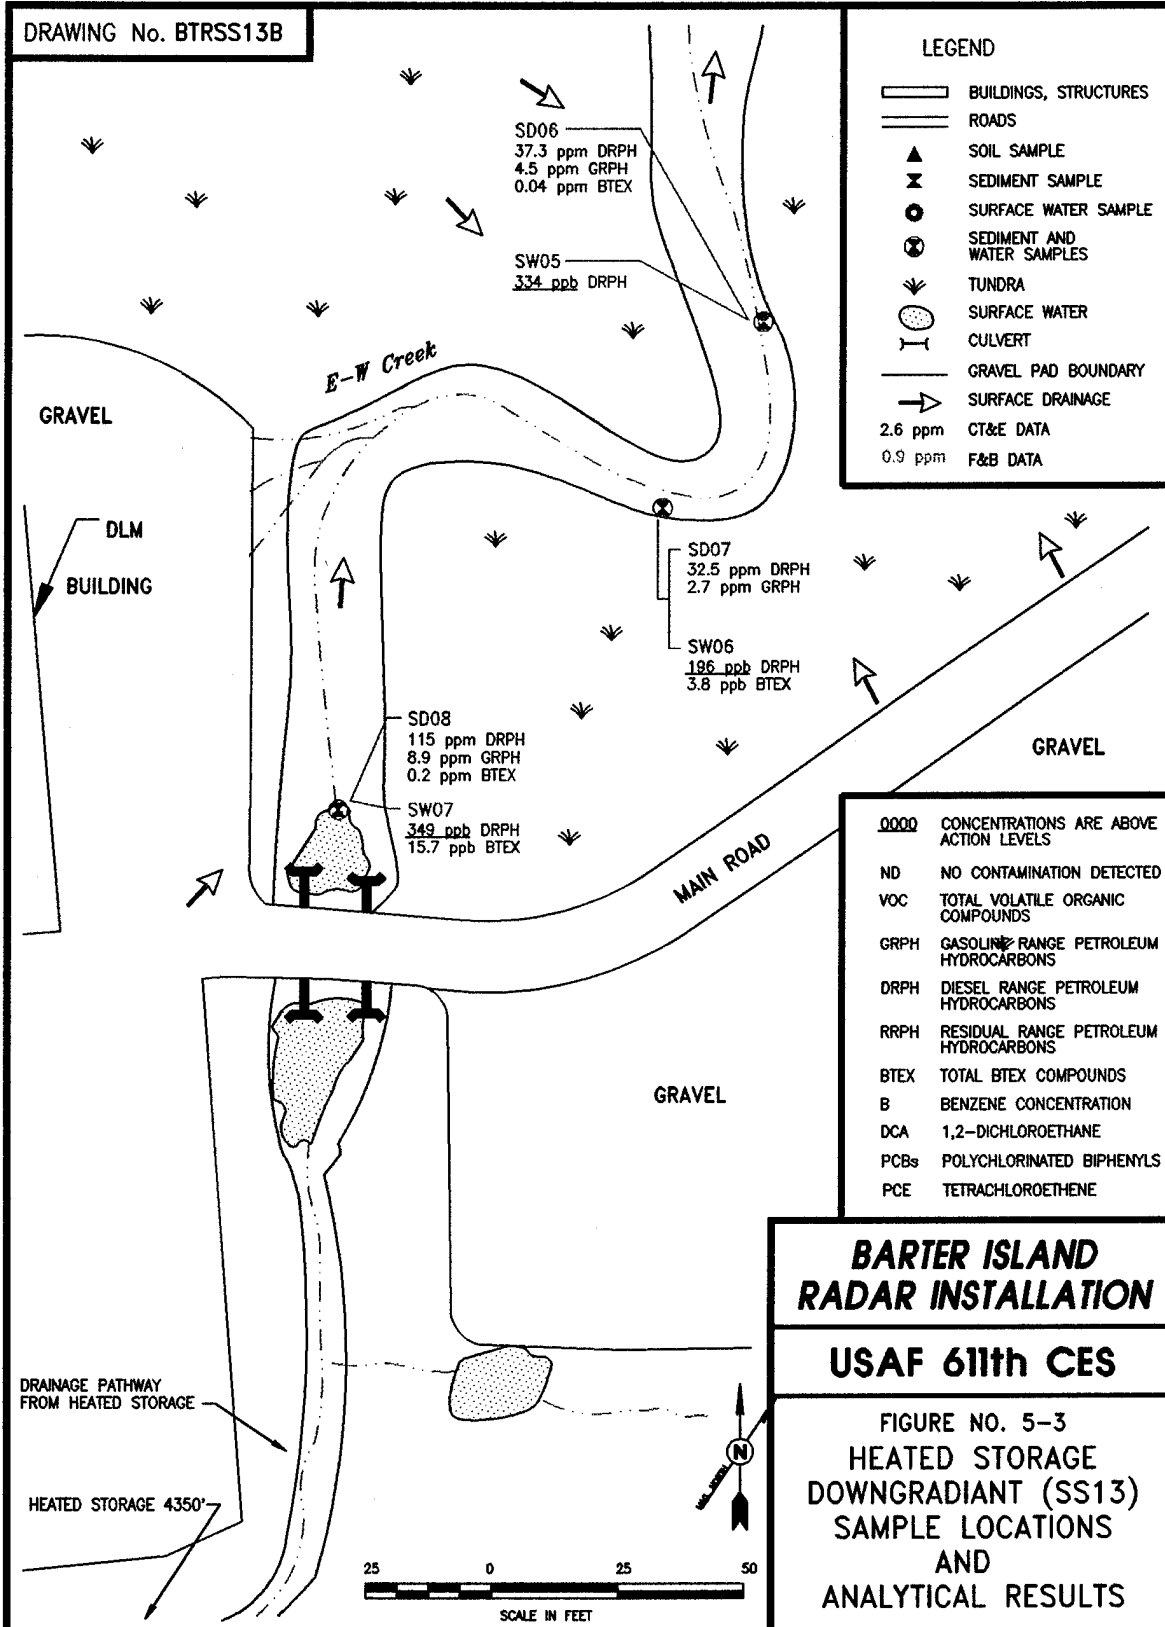 DRAWING No. BTRSS13B
LEGEND
BUILDINGS, STRUCTURES
ROADS
SOIL SAMPLE
SEDIMENT SAMPLE
SURFACE WATER SAMPLE
SEDIMENT AND
WATER SAMPLES
TUNDRA
SURFACE WATER
CULVERT
GRAVEL PAD BOUNDARY
SURFACE DRAINAGE
2.6 ppm CT&E DATA
0.9 ppm F&B DATA
SD06
37.3 ppm DRPH
4.5 ppm GRPH
0.04 ppm BTEX
SW05
334 ppb DRPH
E-W Creek
GRAVEL
DLM
BUILDING
SD07
32.5 ppm DRPH
2.7 ppm GRPH
SW06
196 ppb DRPH
3.8 ppb BTEX
SD08
115 ppm DRPH
8.9 ppm GRPH
0.2 ppm BTEX
SW07
349 ppb DRPH
15.7 ppb BTEX
MAIN ROAD
GRAVEL
0000 CONCENTRATIONS ARE ABOVE
ACTION LEVELS
ND NO CONTAMINATION DETECTED
VOC TOTAL VOLATILE ORGANIC
COMPOUNDS
GRPH GASOLINE RANGE PETROLEUM
HYDROCARBONS
DRPH DIESEL RANGE PETROLEUM
HYDROCARBONS
RRPH RESIDUAL RANGE PETROLEUM
HYDROCARBONS
BTEX TOTAL BTEX COMPOUNDS
B BENZENE CONCENTRATION
DCA 1,2-DICHLOROETHANE
PCBs POLYCHLORINATED BIPHENYLS
PCE TETRACHLOROETHENE
GRAVEL
DRAINAGE PATHWAY
FROM HEATED STORAGE
HEATED STORAGE 4350'
N
25 0 25 50
SCALE IN FEET
BARTER ISLAND
RADAR INSTALLATION
USAF 611th CES
FIGURE NO. 5-3
HEATED STORAGE
DOWNGRADIANT (SS13)
SAMPLE LOCATIONS
AND
ANALYTICAL RESULTS